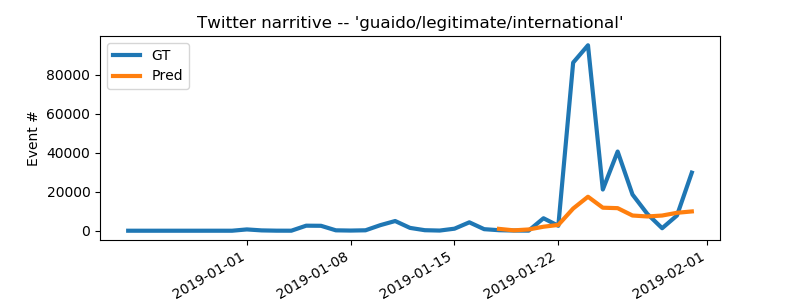 Twitter narritive -- 'guaido/legitimate/international'
GT
Pred
Event #
80000
60000
40000
20000
0
2019-01-01
2019-01-08
2019-01-15
2019-01-22
2019-02-01